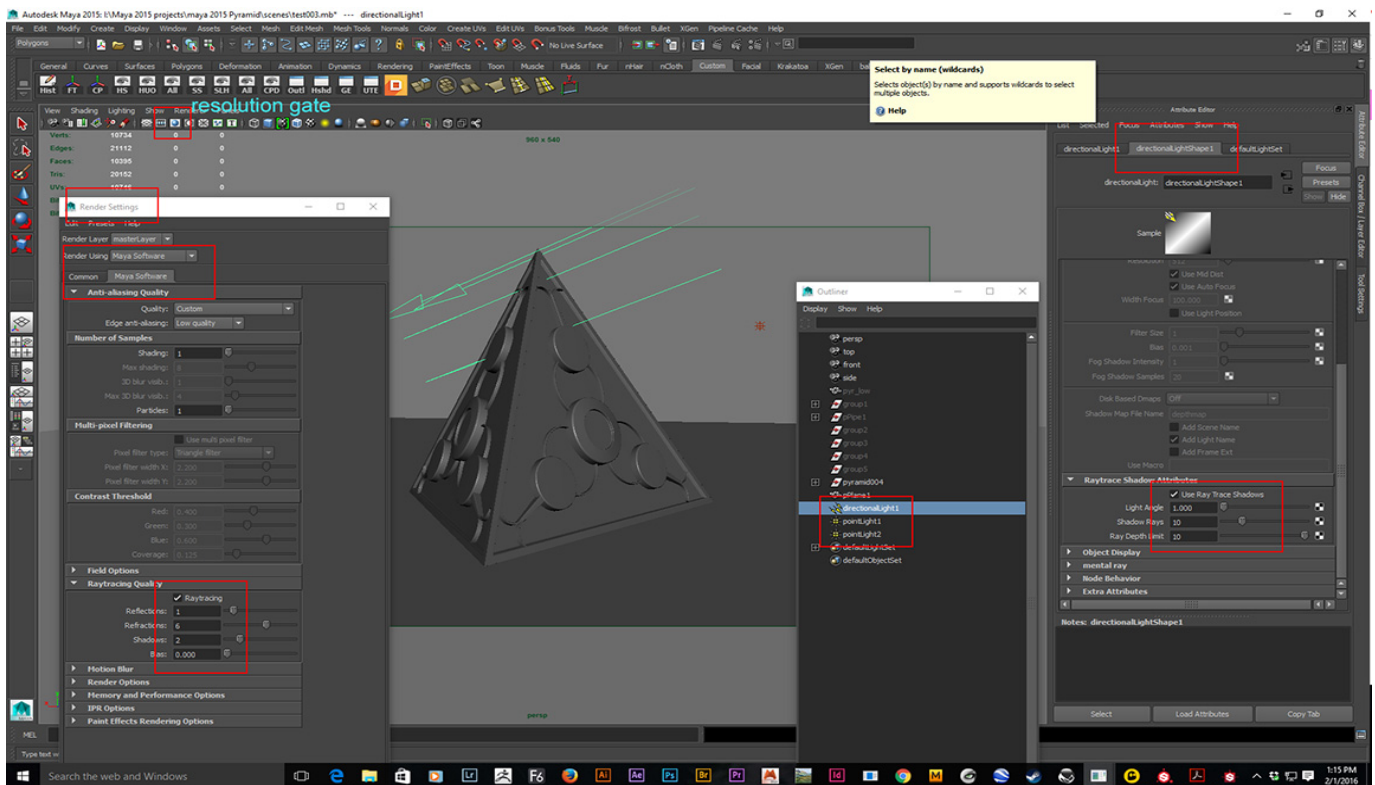 Autodesk Maya 2015: I:\Maya 2015 projects\maya 2015 Pyramid\scenes\test003.mb* --- directionalLight1
File Edit Modify Create Display Window Assets Select Mesh Edit Mesh Mesh Tools Normals Color Create UVs Edit UVs Bonus Tools Muscle Bifrost Bullet XGen Pipeline Cache Help
Polygons
No Live Surface
General Curves Surfaces Polygons Deformation Animation Dynamics Rendering PaintEffects Toon Muscle Fluids Fur nHair nCloth Custom Facial Krakatoa XGen
Hist FT CP HS HUO All SS SLH All CPD Outl Hshd GE UTE
Select by name (wildcards)
Selects object(s) by name and supports wildcards to select
multiple objects.
Help
View Shading Lighting Show
resolution gate
Verts: 10734 0 0
Edges: 21112 0 0
Faces: 10395 0 0
Tris: 20152 0 0
UVs: 10716 0 0
960 x 540
persp
Render Settings
Edit Presets Help
Render Layer masterLayer
Render Using Maya Software
Common Maya Software
Anti-aliasing Quality
Quality: Custom
Edge anti-aliasing: Low quality
Number of Samples
Shading: 1
Max shading: 8
3D blur visib.: 1
Max 3D blur visib.: 4
Particles: 1
Multi-pixel Filtering
Use multi pixel filter
Pixel filter type: Triangle filter
Pixel filter width X: 2.200
Pixel filter width Y: 2.200
Contrast Threshold
Red: 0.400
Green: 0.300
Blue: 0.600
Coverage: 0.125
Field Options
Raytracing Quality
Raytracing
Reflections: 1
Refractions: 6
Shadows: 2
Bias: 0.000
Motion Blur
Render Options
Memory and Performance Options
IPR Options
Paint Effects Rendering Options
Outliner
Display Show Help
persp
top
front
side
pyr_low
group1
pPipe1
group2
group3
group4
group5
pyramid004
pPlane1
directionalLight1
pointLight1
pointLight2
defaultLightSet
defaultObjectSet
Attribute Editor
List Selected Focus Attributes Show Help
directionalLight1 directionalLightShape1 defaultLightSet
directionalLight: directionalLightShape1
Focus
Presets
Show Hide
Sample
Resolution 512
Use Mid Dist
Use Auto Focus
Width Focus 100.000
Use Light Position
Filter Size 1
Bias 0.001
Fog Shadow Intensity 1
Fog Shadow Samples 20
Disk Based Dmaps Off
Shadow Map File Name depthmap
Add Scene Name
Add Light Name
Add Frame Ext
Use Macro
Raytrace Shadow Attributes
Use Ray Trace Shadows
Light Angle 1.000
Shadow Rays 10
Ray Depth Limit 10
Object Display
mental ray
Node Behavior
Extra Attributes
Notes: directionalLightShape1
Select Load Attributes Copy Tab
Attribute Editor
Channel Box / Layer Editor
Tool Settings
MEL
Search the web and Windows
Lr F6 Ai Ae Ps Br Pr Id M
1:15 PM
2/1/2016